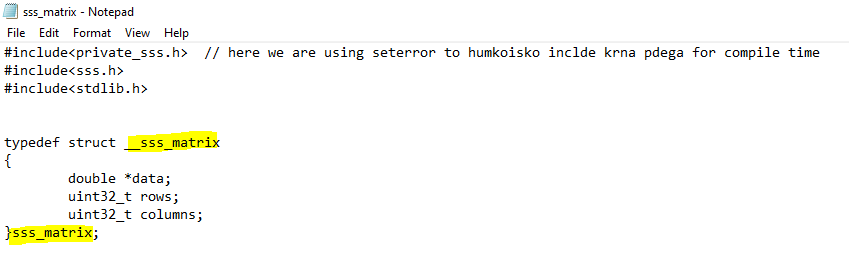 sss_matrix - Notepad
File Edit Format View Help
#include<private_sss.h>  // here we are using seterror to humkoisko inclde krna pdega for compile time
#include<sss.h>
#include<stdlib.h>
typedef struct __sss_matrix
{
double *data;
uint32_t rows;
uint32_t columns;
}sss_matrix;